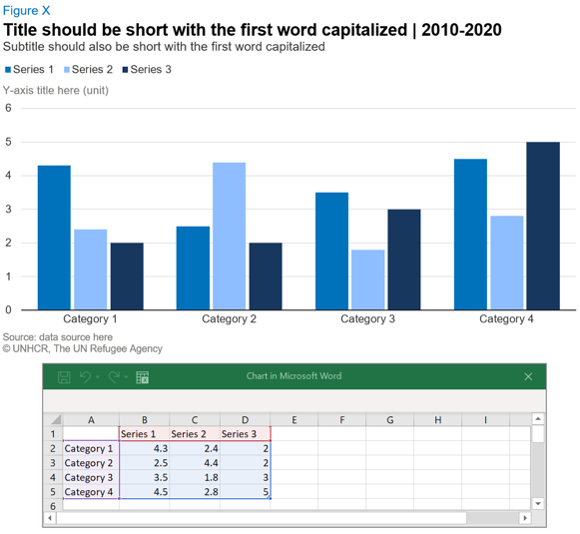 Figure X
Title should be short with the first word capitalized | 2010-2020
Subtitle should also be short with the first word capitalized
Series 1 Series 2 Series 3
Y-axis title here (unit)
6
5
4
3
2
1
0
Category 1 Category 2 Category 3 Category 4
Source: data source here
© UNHCR, The UN Refugee Agency
Chart in Microsoft Word
A B C D E F G H I
1 Series 1 Series 2 Series 3
2 Category 1 4.3 2.4 2
3 Category 2 2.5 4.4 2
4 Category 3 3.5 1.8 3
5 Category 4 4.5 2.8 5
6